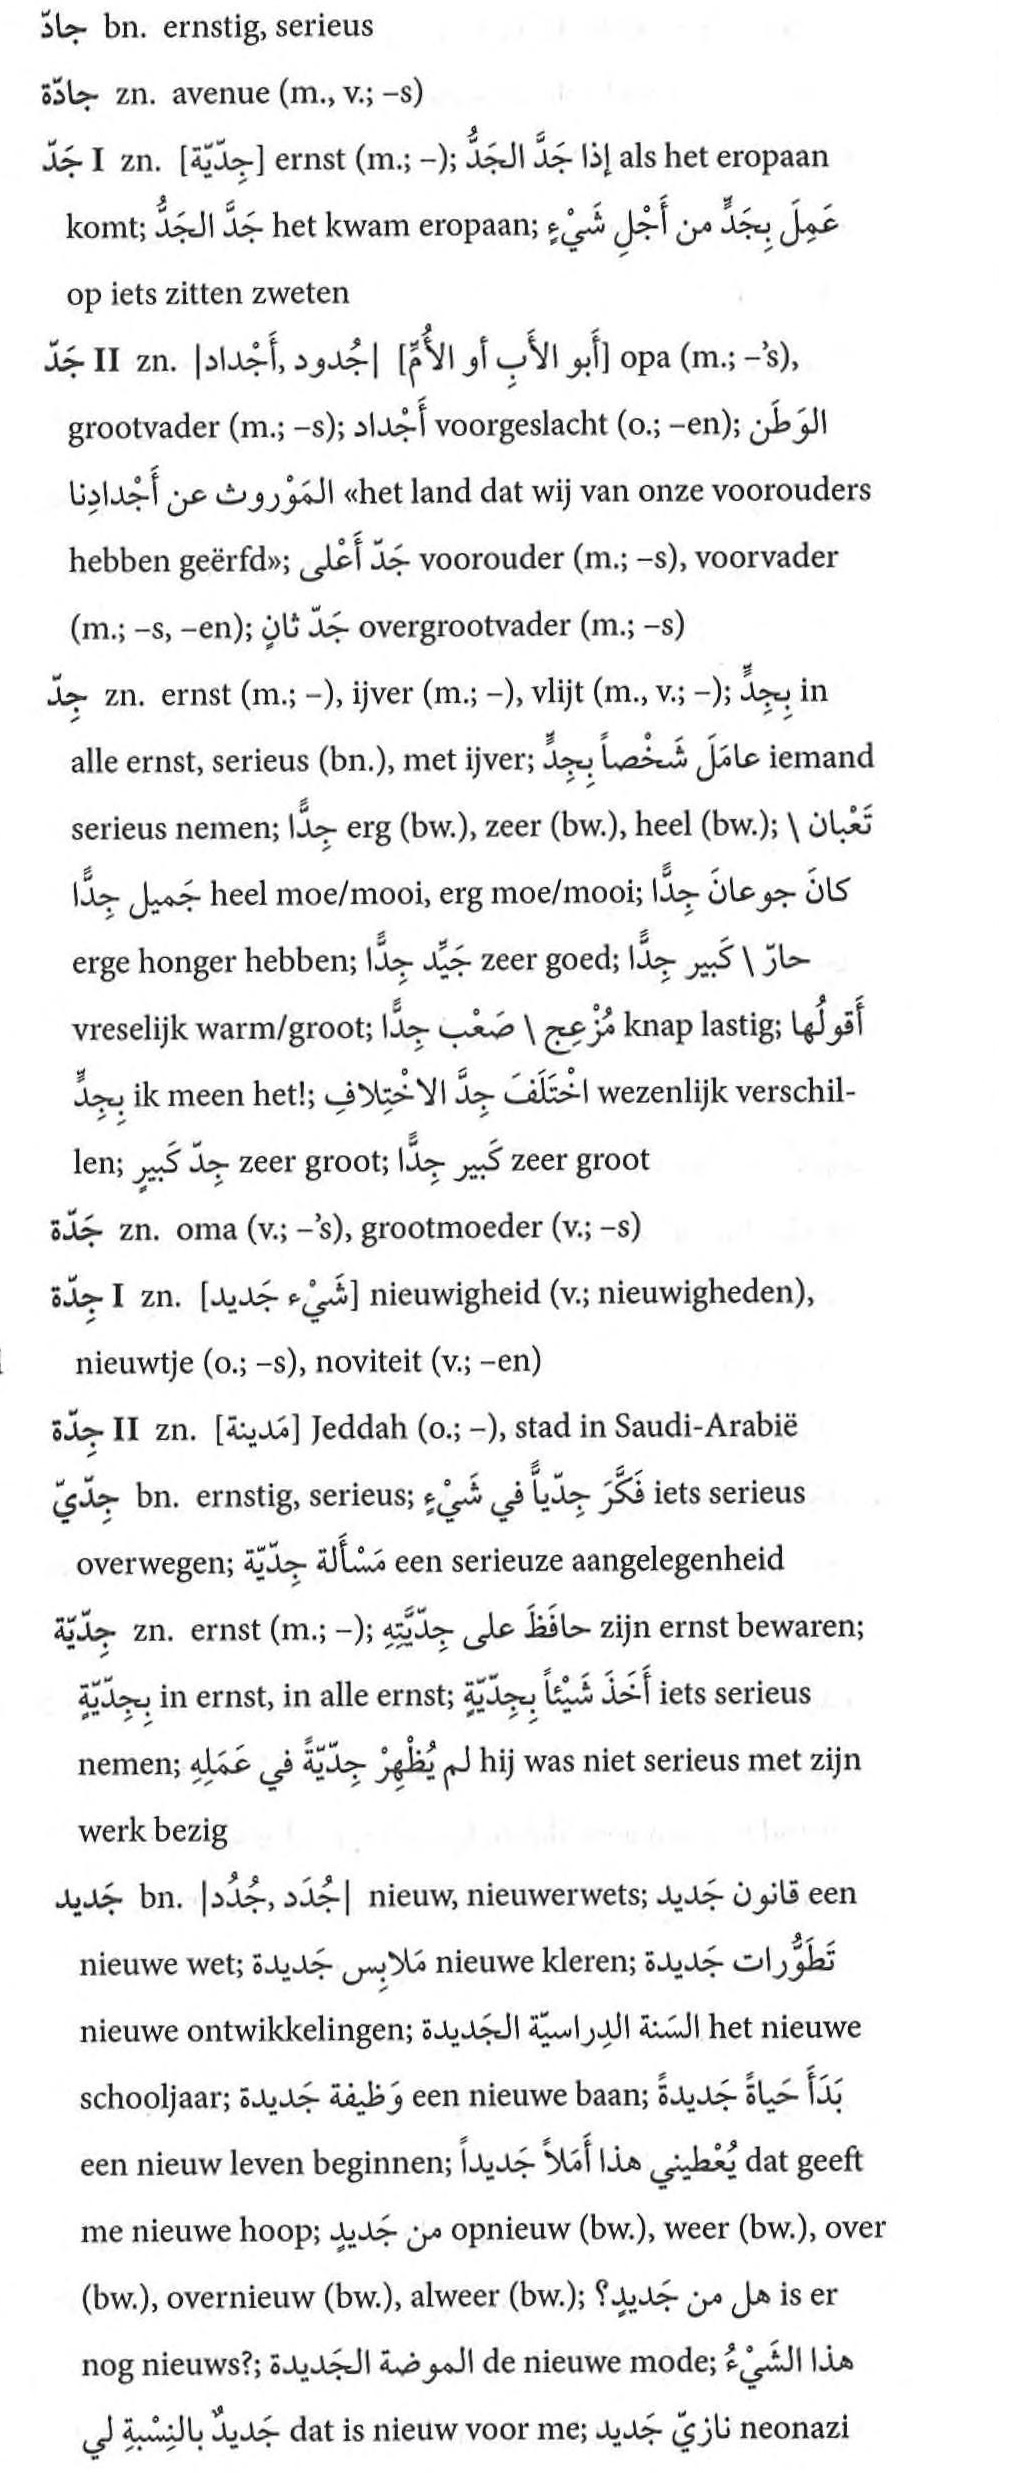 جادّ bn. ernstig, serieus
جادّة zn. avenue (m., v.; –s)
جَدّ I zn. [جِدّيّة] ernst (m.; –); إذا جَدَّ الجَدُّ als het eropaan
komt; جَدَّ الجَدُّ het kwam eropaan; عَمِلَ بِجَدٍّ من أَجْلِ شَيْءٍ
op iets zitten zweten
جَدّ II zn. |جُدود ,أَجْداد| [أَبو الأَبِ أو الأُمِّ] opa (m.; –’s),
grootvader (m.; –s); أَجْداد voorgeslacht (o.; –en); الوَطَن
المَوْروث عن أَجْدادِنا «het land dat wij van onze voorouders
hebben geërfd»; جَدّ أَعْلى voorouder (m.; –s), voorvader
(m.; –s, –en); جَدّ ثانٍ overgrootvader (m.; –s)
جِدّ zn. ernst (m.; –), ijver (m.; –), vlijt (m., v.; –); بِجِدٍّ in
alle ernst, serieus (bn.), met ijver; عامَلَ شَخْصاً بِجِدٍّ iemand
serieus nemen; جِدًّا erg (bw.), zeer (bw.), heel (bw.); تَعْبان \
جَميل جِدًّا heel moe/mooi, erg moe/mooi; كانَ جوعانَ جِدًّا
erge honger hebben; جَيِّد جِدًّا zeer goed; حارّ \ كَبير جِدًّا
vreselijk warm/groot; مُزْعِج \ صَعْب جِدًّا knap lastig; أَقولُها
بِجِدٍّ ik meen het!; اخْتَلَفَ جِدَّ الاخْتِلافِ wezenlijk verschil-
len; جِدّ كَبيرٍ zeer groot; كَبير جِدًّا zeer groot
جَدّة zn. oma (v.; –’s), grootmoeder (v.; –s)
جِدّة I zn. [شَيْء جَديد] nieuwigheid (v.; nieuwigheden),
nieuwtje (o.; –s), noviteit (v.; –en)
جِدّة II zn. [مَدينة] Jeddah (o.; –), stad in Saudi-Arabië
جِدّيّ bn. ernstig, serieus; فَكَّرَ جِدّياًّ في شَيْءٍ iets serieus
overwegen; مَسْأَلة جِدّيّة een serieuze aangelegenheid
جِدّيّة zn. ernst (m.; –); حافَظَ على جِدّيَّتِهِ zijn ernst bewaren;
بِجِدّيّةٍ in ernst, in alle ernst; أَخَذَ شَيْئاً بِجِدّيّةٍ iets serieus
nemen; لم يُظْهِرْ جِدّيّةً في عَمَلِهِ hij was niet serieus met zijn
werk bezig
جَديد bn. |جُدَد ,جُدُد| nieuw, nieuwerwets; قانون جَديد een
nieuwe wet; مَلابِس جَديدة nieuwe kleren; تَطَوُّرات جَديدة
nieuwe ontwikkelingen; السَنة الدِراسيّة الجَديدة het nieuwe
schooljaar; وَظيفة جَديدة een nieuwe baan; بَدَأَ حَياةً جَديدةً
een nieuw leven beginnen; يُعْطيني هذا أَمَلاً جَديداً dat geeft
me nieuwe hoop; من جَديدٍ opnieuw (bw.), weer (bw.), over
(bw.), overnieuw (bw.), alweer (bw.); هل من جَديدٍ؟ is er
nog nieuws?; الموضة الجَديدة de nieuwe mode; هذا الشَيْءُ
جَديدٌ بالنِسْبةِ لي dat is nieuw voor me; نازيّ جَديد neonazi